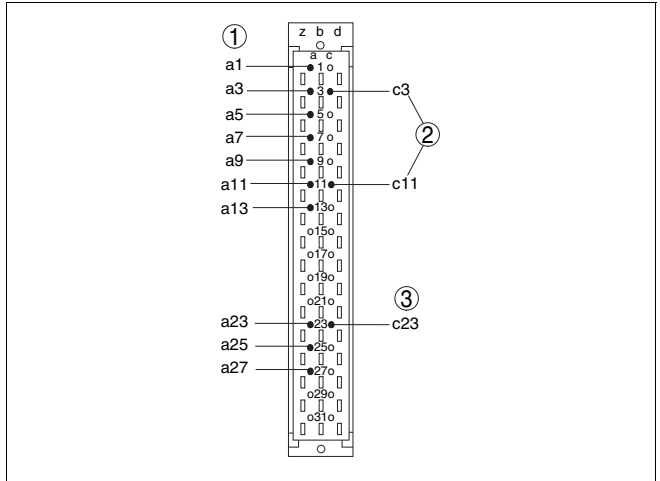 ① z b d
a c
a1 1
a3 3 c3
a5 5
a7 7 ②
a9 9
a11 11 c11
a13 13
15
17
19
21 ③
a23 23 c23
a25 25
a27 27
29
31